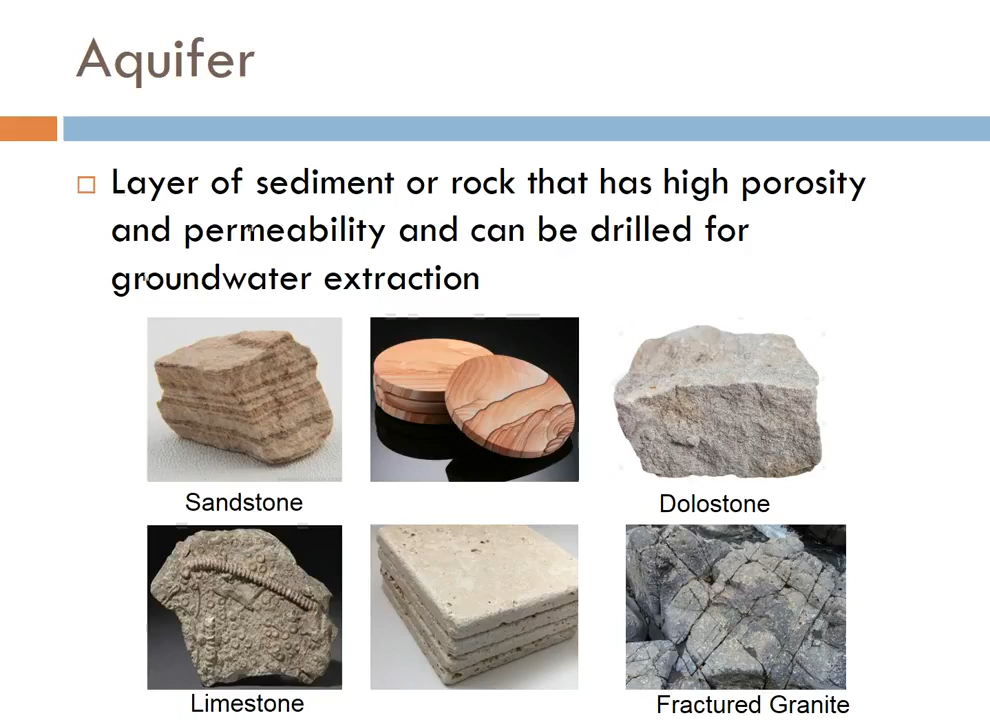 Aquifer
Layer of sediment or rock that has high porosity
and permeability and can be drilled for
groundwater extraction
Sandstone
Dolostone
Limestone
Fractured Granite